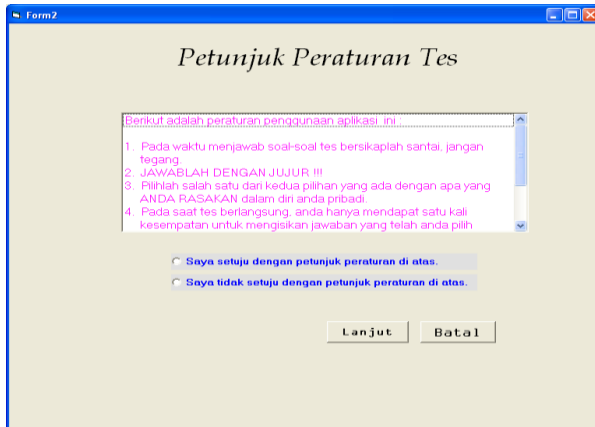 Form2
Petunjuk Peraturan Tes
Berikut adalah peraturan penggunaan aplikasi ini :
1. Pada waktu menjawab soal-soal tes bersikaplah santai, jangan
tegang.
2. JAWABLAH DENGAN JUJUR !!!
3. Pilihlah salah satu dari kedua pilihan yang ada dengan apa yang
ANDA RASAKAN dalam diri anda pribadi.
4. Pada saat tes berlangsung, anda hanya mendapat satu kali
kesempatan untuk mengisikan jawaban yang telah anda pilih
Saya setuju dengan petunjuk peraturan di atas.
Saya tidak setuju dengan petunjuk peraturan di atas.
Lanjut Batal